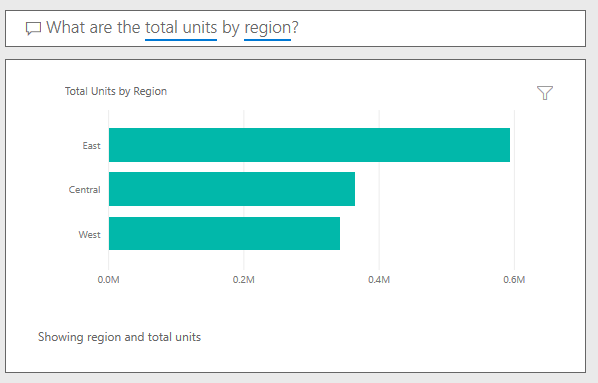 What are the total units by region?
Total Units by Region
East
Central
West
0.0M 0.2M 0.4M 0.6M
Showing region and total units